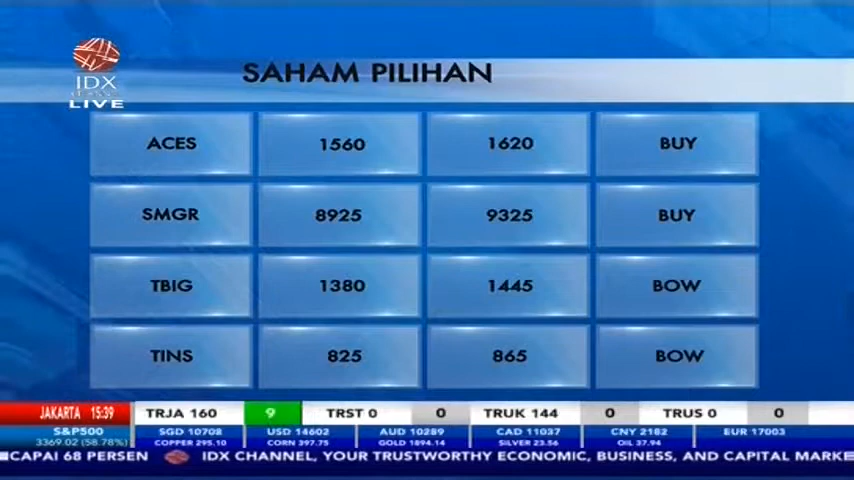 IDX
LIVE
SAHAM PILIHAN
ACES 1560 1620 BUY
SMGR 8925 9325 BUY
TBIG 1380 1445 BOW
TINS 825 865 BOW
JAKARTA 15:39 TRJA 160 9 TRST 0 0 TRUK 144 0 TRUS 0 0
S&P500 SGD 10708 USD 14602 AUD 10289 CAD 11037 CNY 2182 EUR 17003
3369.02 (58.78%) COPPER 295.10 CORN 397.75 GOLD 1894.14 SILVER 23.56 OIL 37.94
CAPAI 68 PERSEN IDX CHANNEL, YOUR TRUSTWORTHY ECONOMIC, BUSINESS, AND CAPITAL MARKE